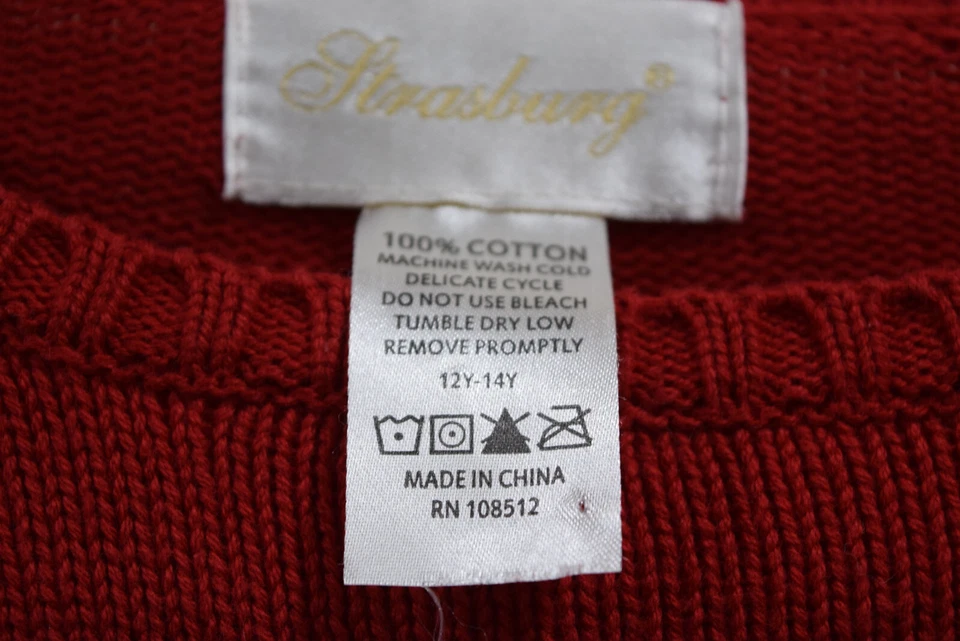 Strasburg®
100% COTTON
MACHINE WASH COLD
DELICATE CYCLE
DO NOT USE BLEACH
TUMBLE DRY LOW
REMOVE PROMPTLY
12Y-14Y
MADE IN CHINA
RN 108512